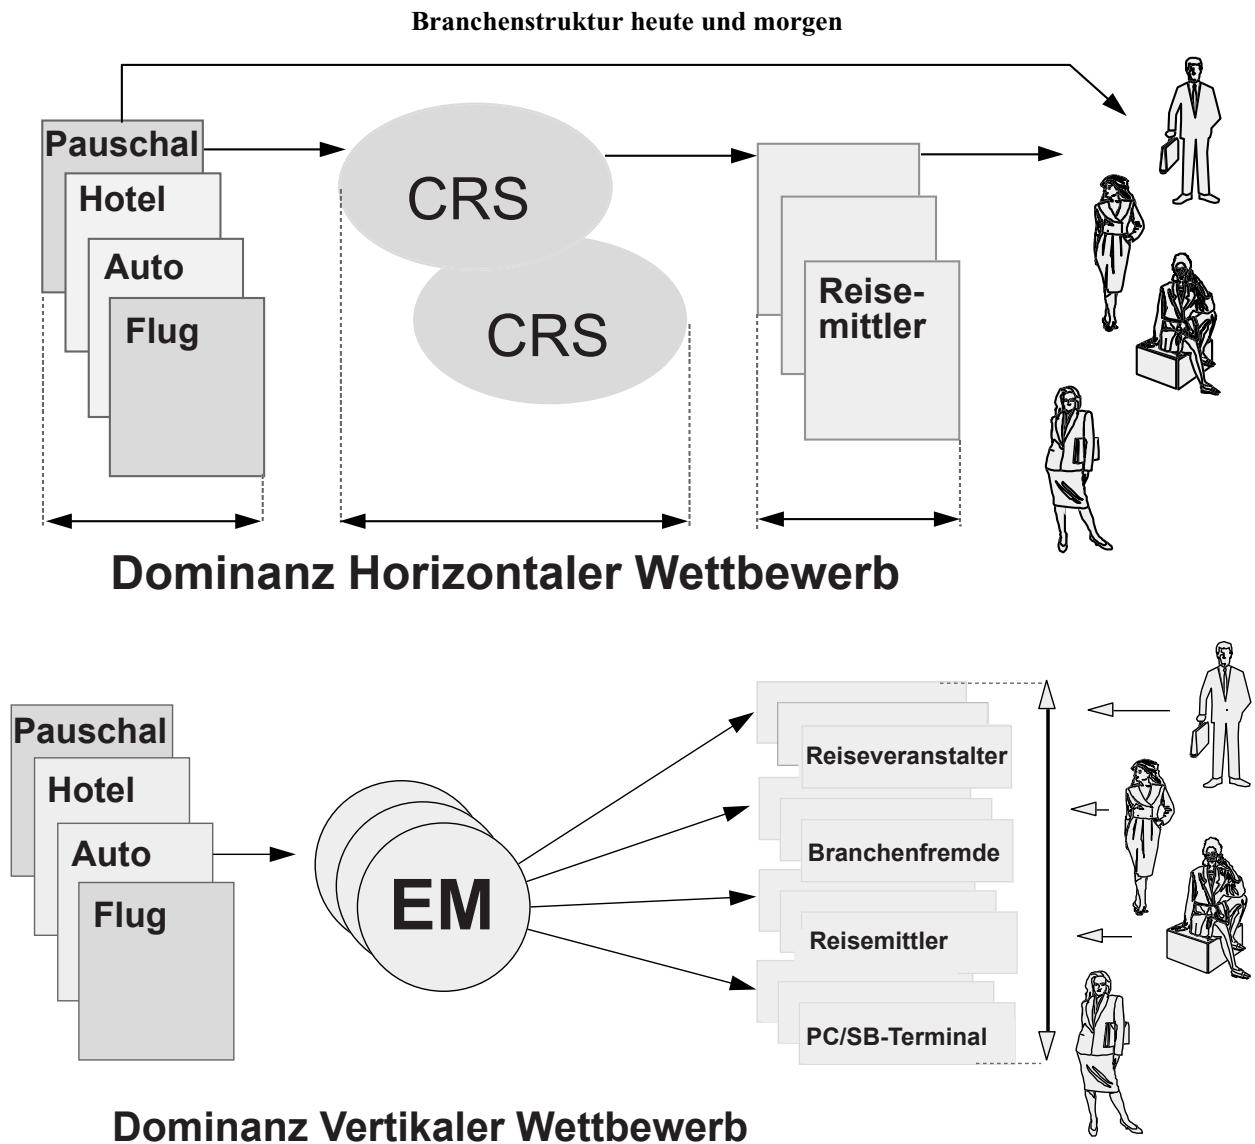 Branchenstruktur heute und morgen
Pauschal
Hotel
Auto
Flug
CRS
CRS
Reise-
mittler
Dominanz Horizontaler Wettbewerb
Pauschal
Hotel
Auto
Flug
EM
Reiseveranstalter
Branchenfremde
Reisemittler
PC/SB-Terminal
Dominanz Vertikaler Wettbewerb